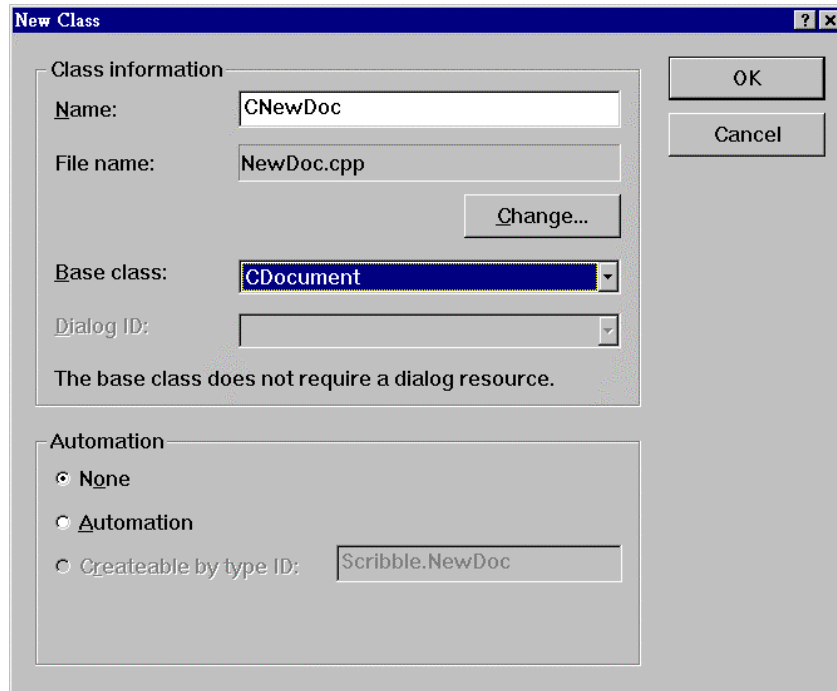 New Class
Class information
Name: CNewDoc
File name: NewDoc.cpp
Change...
Base class: CDocument
Dialog ID:
The base class does not require a dialog resource.
OK
Cancel
Automation
None
Automation
Createable by type ID: Scribble.NewDoc